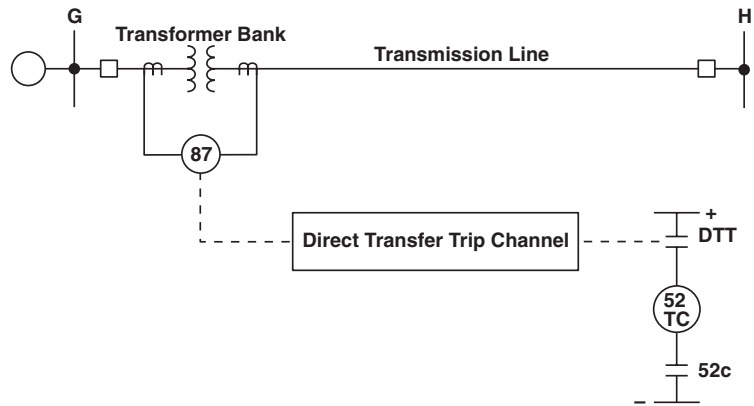 G
H
Transformer Bank
Transmission Line
87
Direct Transfer Trip Channel
+
DTT
52
TC
52c
−